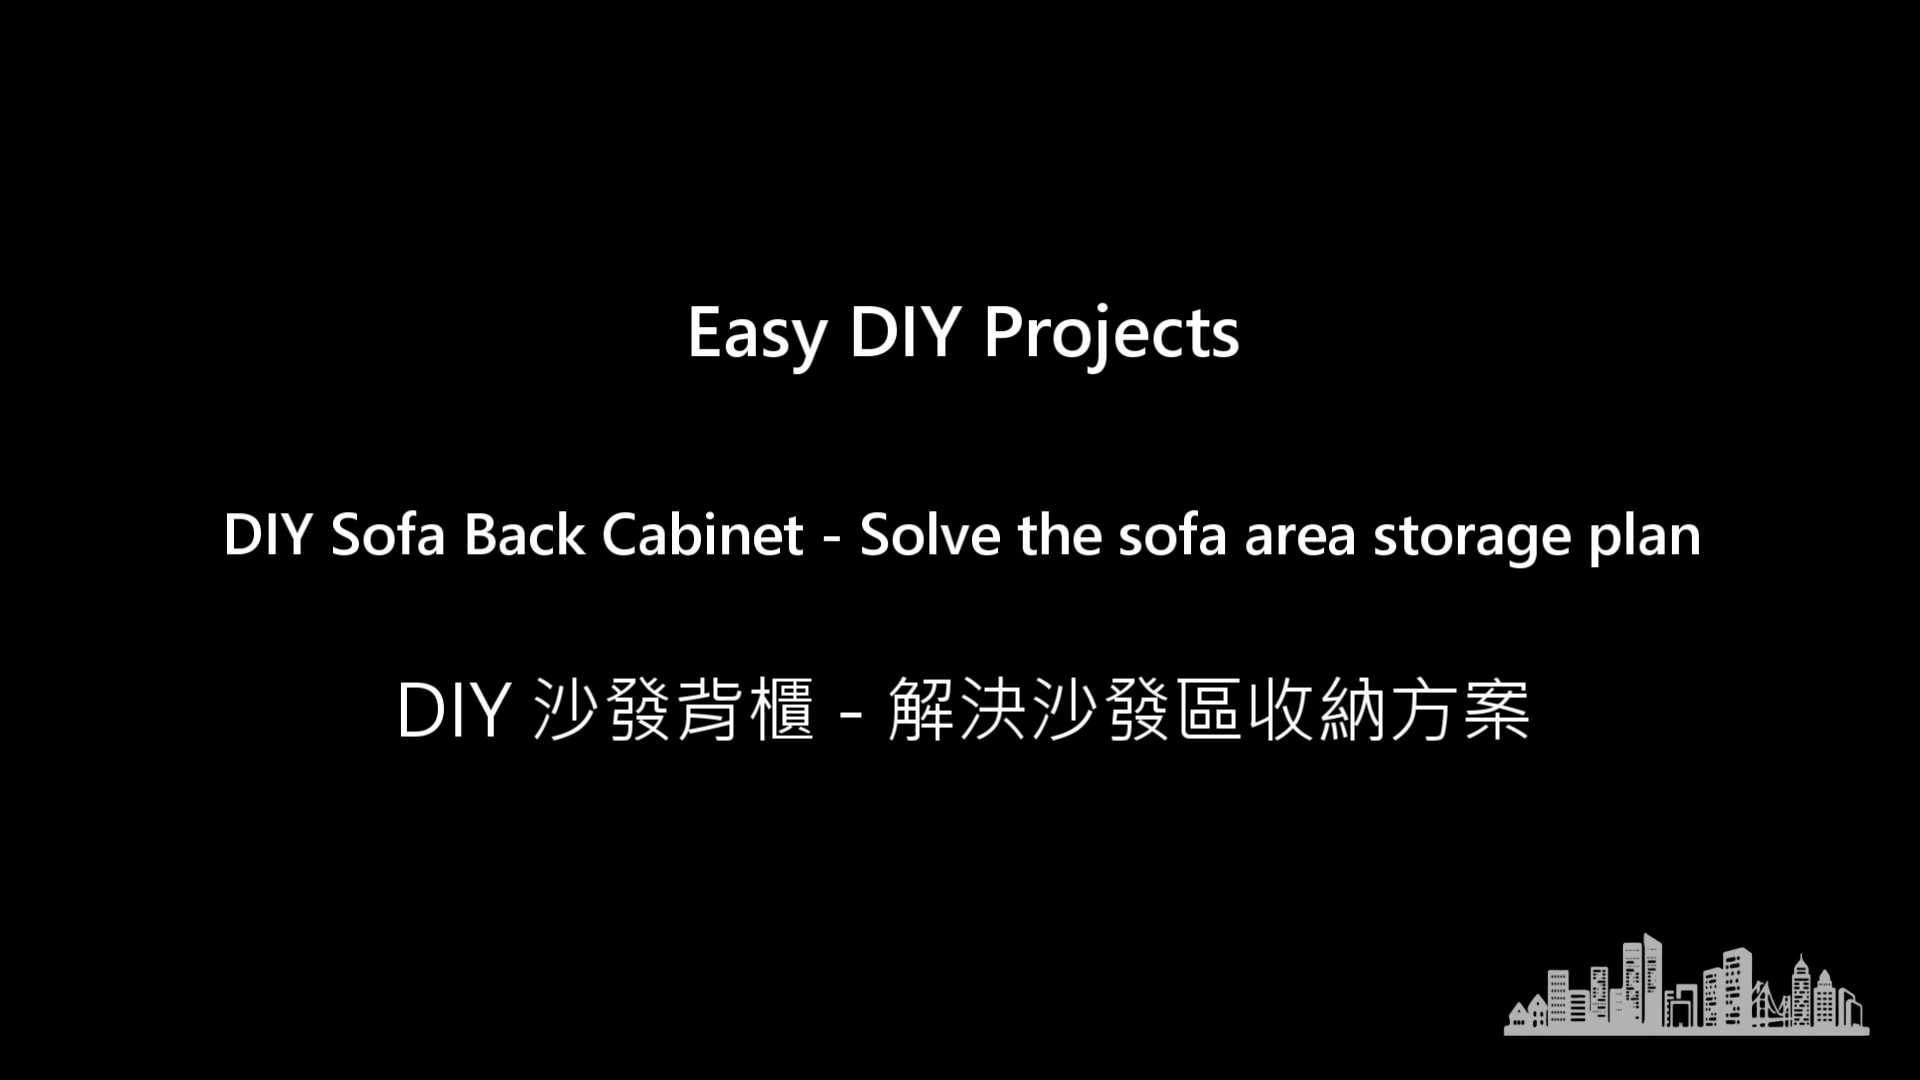 Easy DIY Projects
DIY Sofa Back Cabinet - Solve the sofa area storage plan
DIY 沙發背櫃 - 解決沙發區收納方案